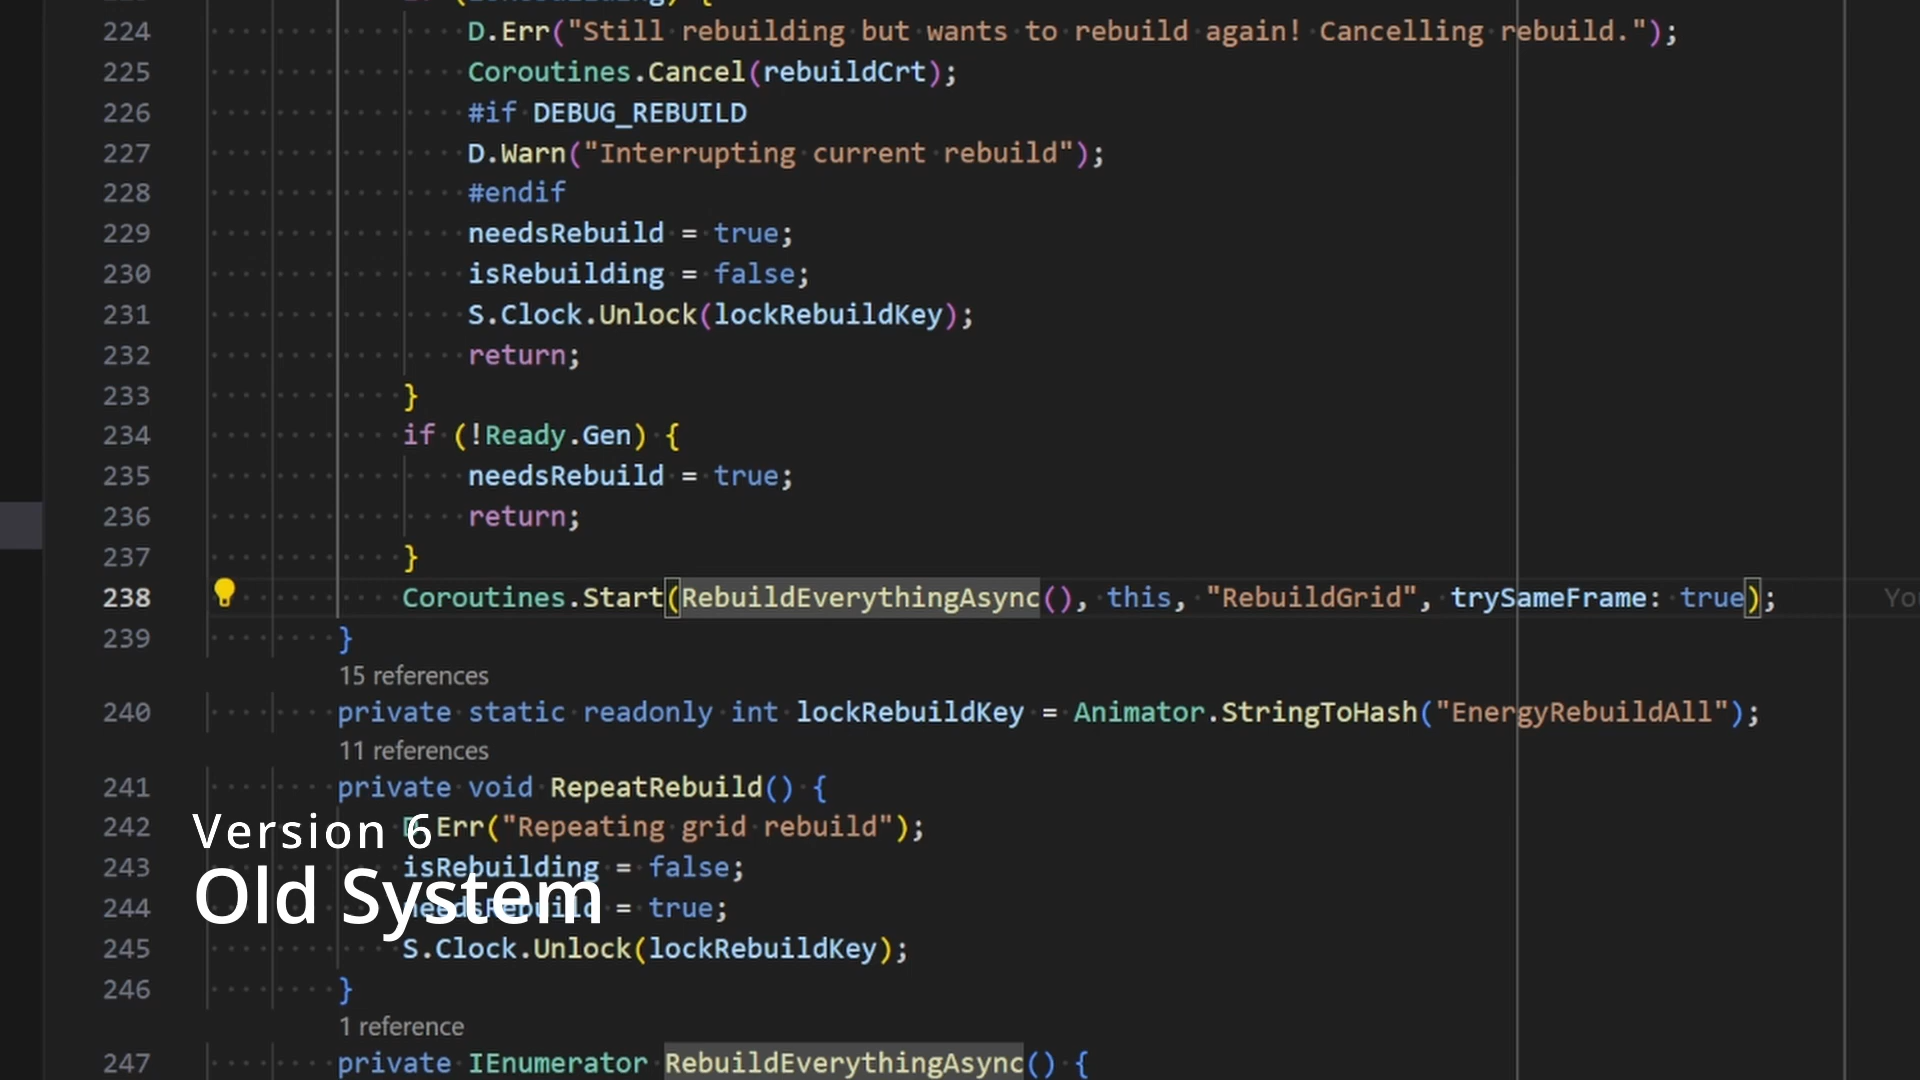 224 D.Err("Still rebuilding but wants to rebuild again! Cancelling rebuild.");
225 Coroutines.Cancel(rebuildCrt);
226 #if DEBUG_REBUILD
227 D.Warn("Interrupting current rebuild");
228 #endif
229 needsRebuild = true;
230 isRebuilding = false;
231 S.Clock.Unlock(lockRebuildKey);
232 return;
233 }
234 if (!Ready.Gen) {
235 needsRebuild = true;
236 return;
237 }
238 Coroutines.Start(RebuildEverythingAsync(), this, "RebuildGrid", trySameFrame: true);
239 }
15 references
240 private static readonly int lockRebuildKey = Animator.StringToHash("EnergyRebuildAll");
11 references
241 private void RepeatRebuild() {
242 D.Err("Repeating grid rebuild");
243 isRebuilding = false;
244 needsRebuild = true;
245 S.Clock.Unlock(lockRebuildKey);
246 }
1 reference
247 private IEnumerator RebuildEverythingAsync() {
Version 6
Old System